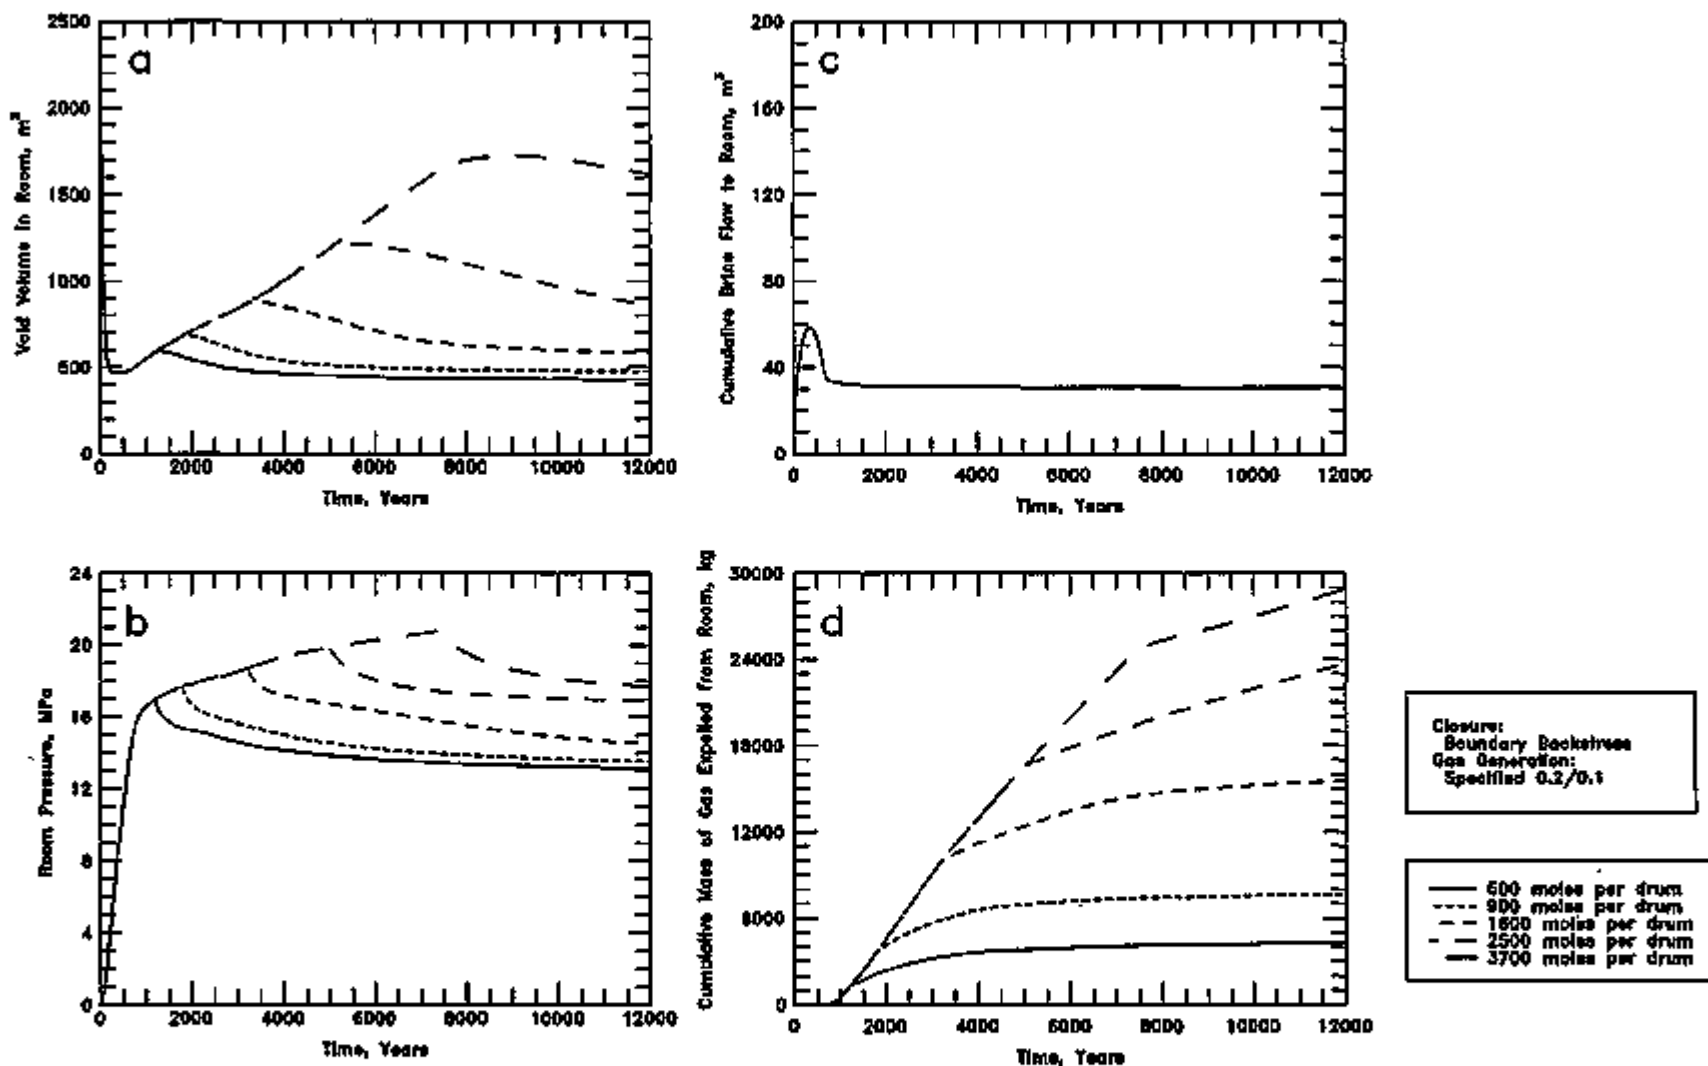 a
2500
2000
1500
1000
500
0
0 2000 4000 6000 8000 10000 12000
Void Volume In Room, m³
Time, Years
c
200
160
120
80
40
0
0 2000 4000 6000 8000 10000 12000
Cumulative Brine Flow to Room, m³
Time, Years
b
24
20
16
12
8
4
0
0 2000 4000 6000 8000 10000 12000
Room Pressure, MPa
Time, Years
d
30000
24000
18000
12000
6000
0
0 2000 4000 6000 8000 10000 12000
Cumulative Mass of Gas Expelled from Room, kg
Time, Years
Closure:
Boundary Backstress
Gas Generation:
Specified 0.2/0.1
600 moles per drum
900 moles per drum
1600 moles per drum
2500 moles per drum
3700 moles per drum